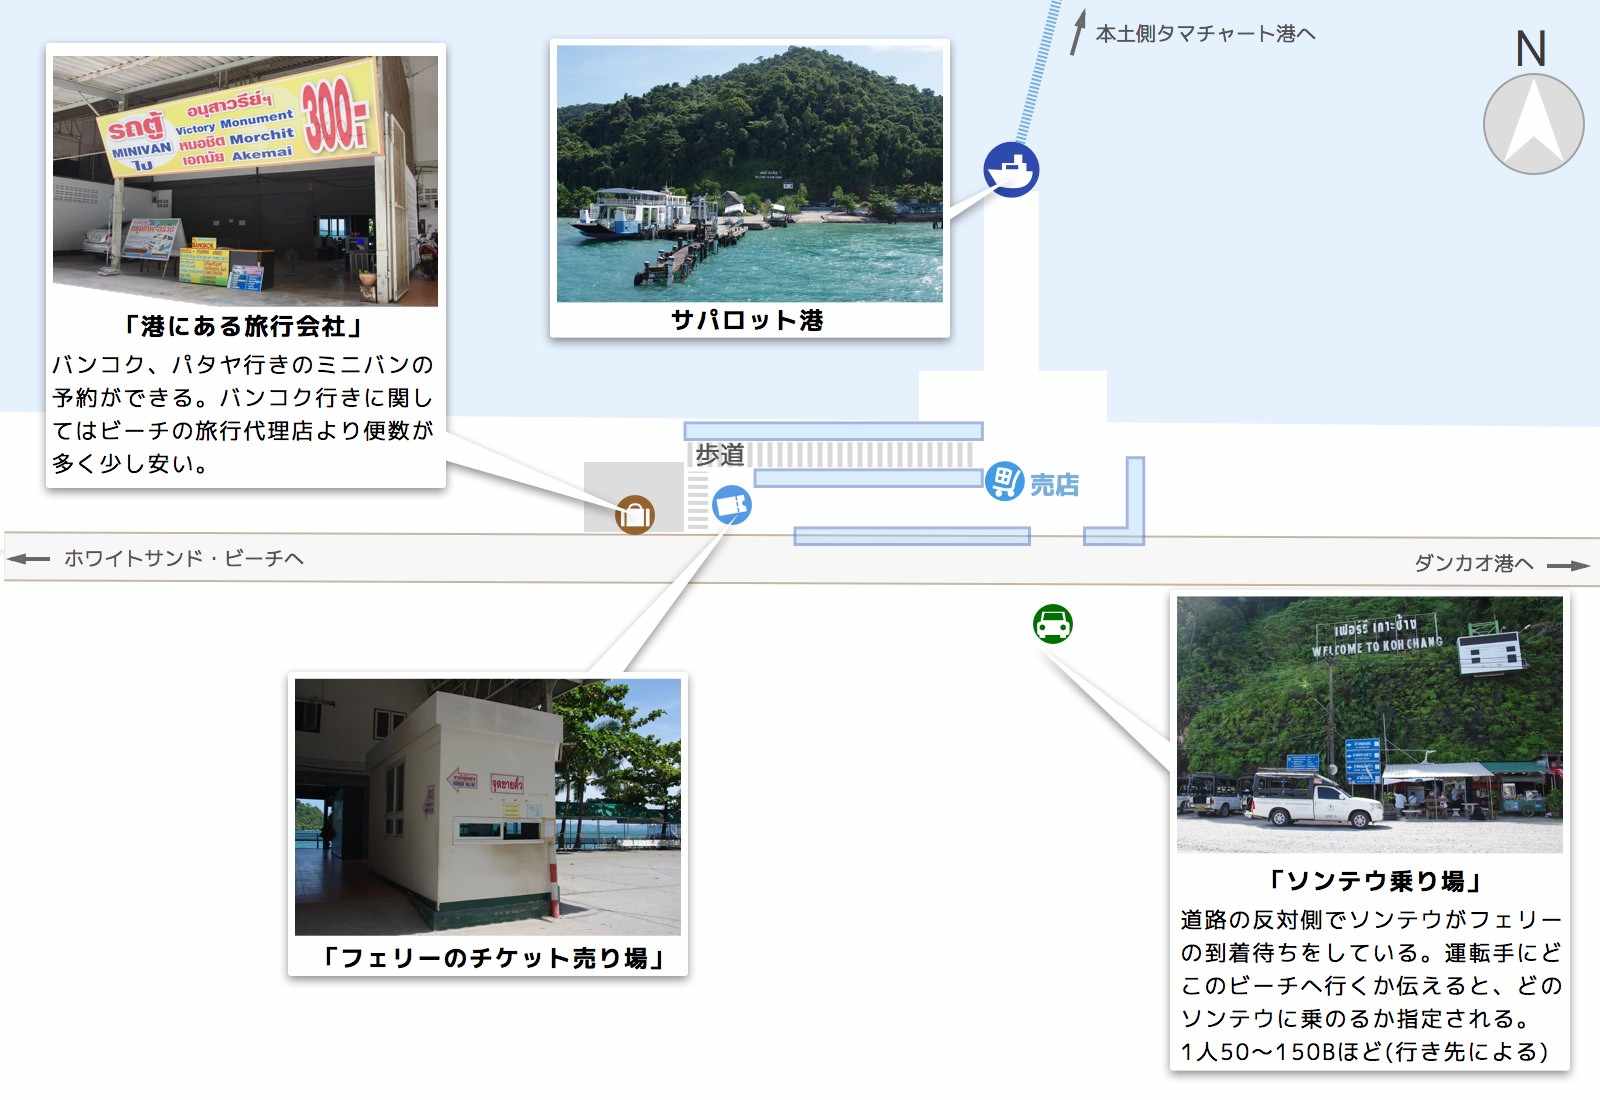 本土側タマチャート港へ
N
รถตู้
MINIVAN
ไป
อนุสาวรีย์ฯ
Victory Monument
หมอชิต Morchit
เอกมัย Akemai
300.-
BANGKOK
「港にある旅行会社」
バンコク、パタヤ行きのミニバンの
予約ができる。バンコク行きに関し
てはビーチの旅行代理店より便数が
多く少し安い。
サパロット港
歩道
売店
ホワイトサンド・ビーチへ
ダンカオ港へ
จุดขายตั๋ว
「フェリーのチケット売り場」
เฟอร์รี่ เกาะช้าง
WELCOME TO KOH CHANG
「ソンテウ乗り場」
道路の反対側でソンテウがフェリー
の到着待ちをしている。運転手にど
このビーチへ行くか伝えると、どの
ソンテウに乗のるか指定される。
1人50〜150Bほど(行き先による)